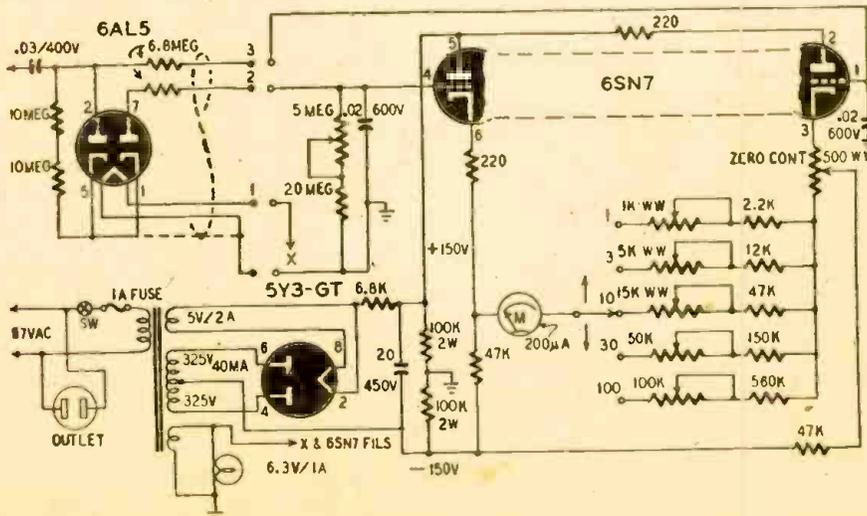 6AL5
.03/400V
6.8MEG
3
2
2
7
10MEG
10MEG
5
1
1
X
5 MEG
.02
600V
20 MEG
220
5
4
6
6SN7
2
1
3
.02
600V
220
ZERO CONT
500 WW
1
1K WW
2.2K
3
5K WW
12K
10
15K WW
47K
30
50K
150K
100
100K
560K
M
200μA
47K
47K
+150V
-150V
100K
2W
100K
2W
5Y3-GT
6.8K
20
450V
1A FUSE
SW
117VAC
OUTLET
5V/2A
325V
40MA
325V
6
8
4
2
X & 6SN7 FILS
6.3V/1A